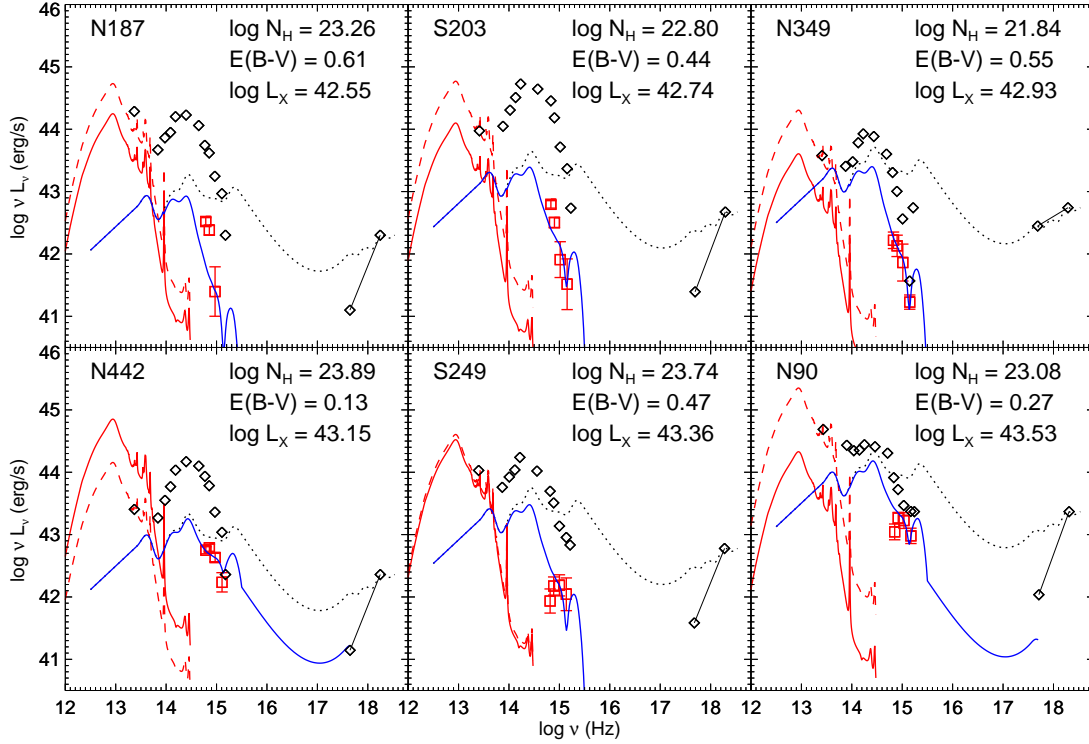 N187
log N_H = 23.26
E(B-V) = 0.61
log L_X = 42.55
S203
log N_H = 22.80
E(B-V) = 0.44
log L_X = 42.74
N349
log N_H = 21.84
E(B-V) = 0.55
log L_X = 42.93
46
45
44
43
42
41
log ν L_ν (erg/s)
N442
log N_H = 23.89
E(B-V) = 0.13
log L_X = 43.15
S249
log N_H = 23.74
E(B-V) = 0.47
log L_X = 43.36
N90
log N_H = 23.08
E(B-V) = 0.27
log L_X = 43.53
46
45
44
43
42
41
log ν L_ν (erg/s)
12 13 14 15 16 17 18 12 13 14 15 16 17 18 12 13 14 15 16 17 18
log ν (Hz)